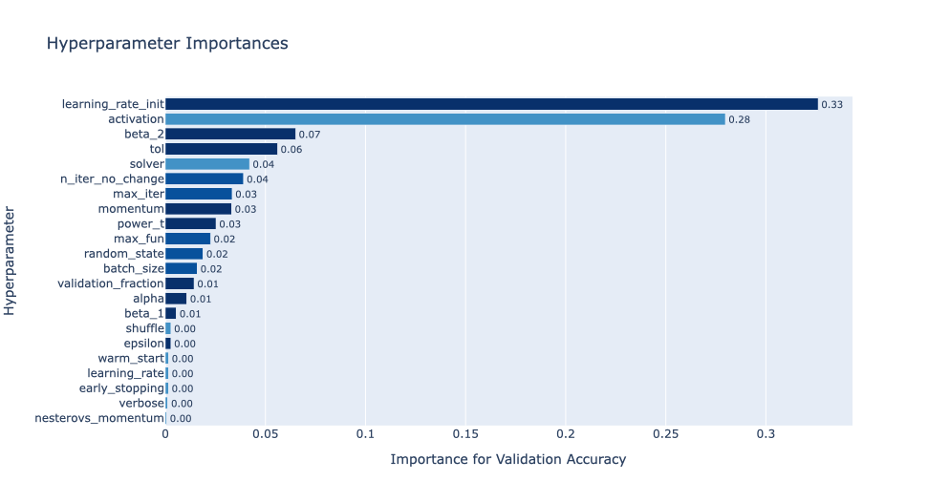 Hyperparameter Importances
Hyperparameter
learning_rate_init 0.33
activation 0.28
beta_2 0.07
tol 0.06
solver 0.04
n_iter_no_change 0.04
max_iter 0.03
momentum 0.03
power_t 0.03
max_fun 0.02
random_state 0.02
batch_size 0.02
validation_fraction 0.01
alpha 0.01
beta_1 0.01
shuffle 0.00
epsilon 0.00
warm_start 0.00
learning_rate 0.00
early_stopping 0.00
verbose 0.00
nesterovs_momentum 0.00
0 0.05 0.1 0.15 0.2 0.25 0.3
Importance for Validation Accuracy